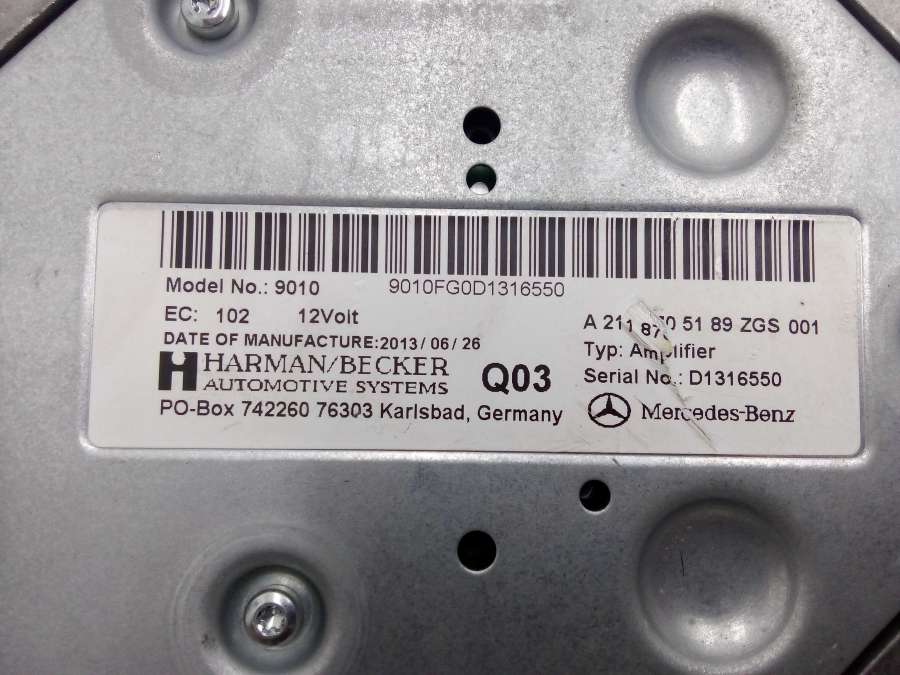 Model No.: 9010 9010FG0D1316550
EC: 102 12Volt
A 211 87 0 51 89 ZGS 001
DATE OF MANUFACTURE:2013/06/26
Typ: Amplifier
HARMAN/BECKER
AUTOMOTIVE SYSTEMS
Q03
Serial No.: D1316550
PO-Box 742260 76303 Karlsbad, Germany
Mercedes-Benz